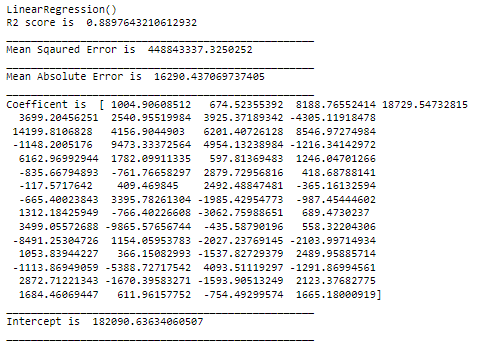 LinearRegression()
R2 score is  0.8897643210612932
____________________________________________
Mean Sqaured Error is  448843337.3250252
____________________________________________
Mean Absolute Error is  16290.437069737405
____________________________________________
Coefficent is  [ 1004.90608512   674.52355392  8188.76552414 18729.54732815
  3699.20456251  2540.95519984  3925.37189342 -4305.11918478
 14199.8106828   4156.9044903   6201.40726128  8546.97274984
 -1148.2005176   9473.33372564  4954.13238984 -1216.34142972
  6162.96992944  1782.09911335   597.81369483  1246.04701266
  -835.66794893  -761.76658297  2879.72956816   418.68788141
  -117.5717642    409.469845    2492.48847481  -365.16132594
  -665.40023843  3395.78261304 -1985.42954773  -987.45444602
  1312.18425949  -766.40226608 -3062.75988651   689.4730237
  3499.05572688 -9865.57656744  -435.58790196   558.32204306
 -8491.25304726  1154.05953783 -2027.23769145 -2103.99714934
  1053.83944227   366.15082993 -1537.82729379  2489.95885714
 -1113.86949059 -5388.72717542  4093.51119297 -1291.86994561
  2872.71221343 -1670.39583271 -1593.90513249  2123.37682775
  1684.46069447   611.96157752  -754.49299574  1665.18000919]
____________________________________________
Intercept is  182090.63634060507
____________________________________________